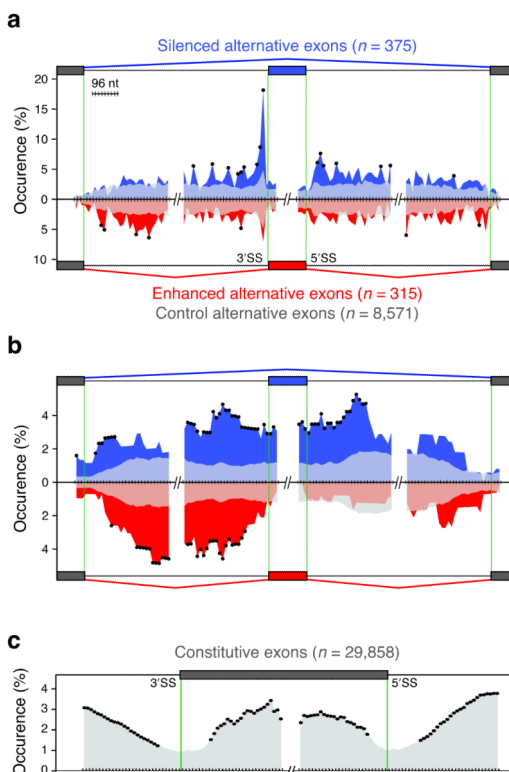 a
Silenced alternative exons (n = 375)
96 nt
20
15
10
5
0
5
10
Occurence (%)
3'SS
5'SS
Enhanced alternative exons (n = 315)
Control alternative exons (n = 8,571)
b
4
2
0
2
4
Occurence (%)
c
Constitutive exons (n = 29,858)
3'SS
5'SS
4
3
2
1
0
Occurence (%)